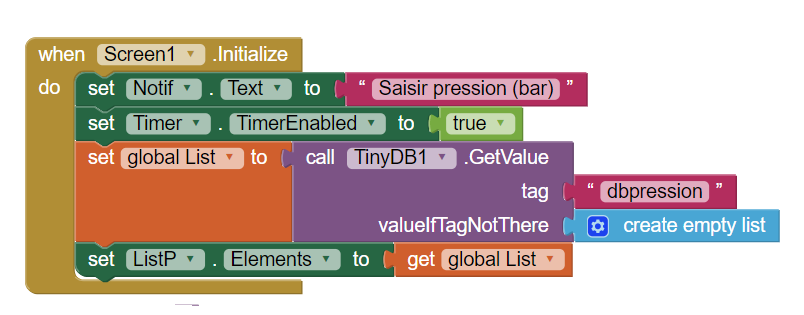 when Screen1 .Initialize
do set Notif . Text to “ Saisir pression (bar) ”
set Timer . TimerEnabled to true
set global List to call TinyDB1 .GetValue
tag “ dbpression ”
valueIfTagNotThere create empty list
set ListP . Elements to get global List